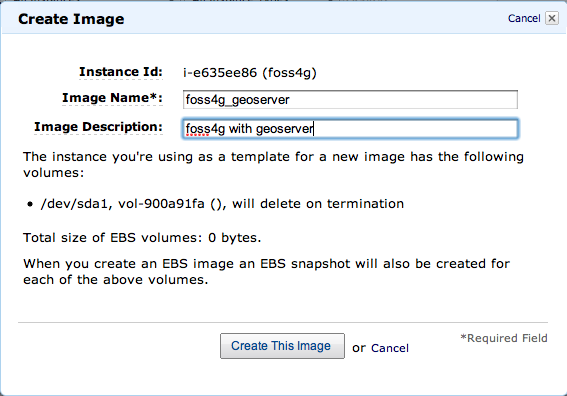 Create Image
Cancel
Instance Id: i-e635ee86 (foss4g)
Image Name*: foss4g_geoserver
Image Description: foss4g with geoserver
The instance you're using as a template for a new image has the following
volumes:
• /dev/sda1, vol-900a91fa (), will delete on termination
Total size of EBS volumes: 0 bytes.
When you create an EBS image an EBS snapshot will also be created for
each of the above volumes.
*Required Field
Create This Image or Cancel